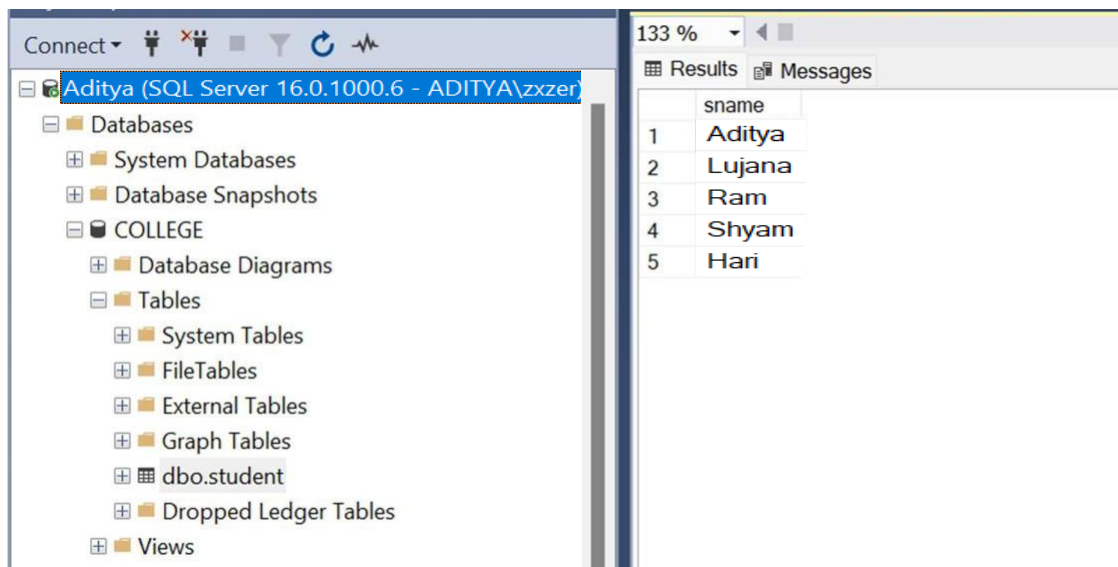 Connect
Aditya (SQL Server 16.0.1000.6 - ADITYA\zxzer)
Databases
System Databases
Database Snapshots
COLLEGE
Database Diagrams
Tables
System Tables
FileTables
External Tables
Graph Tables
dbo.student
Dropped Ledger Tables
Views
133 %
Results Messages
sname
1 Aditya
2 Lujana
3 Ram
4 Shyam
5 Hari